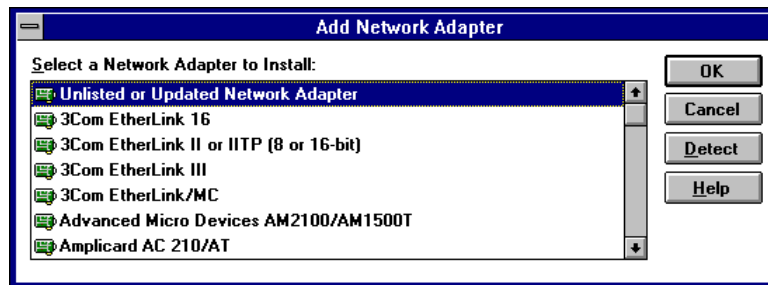 Add Network Adapter
Select a Network Adapter to Install:
Unlisted or Updated Network Adapter
3Com EtherLink 16
3Com EtherLink II or IITP (8 or 16-bit)
3Com EtherLink III
3Com EtherLink/MC
Advanced Micro Devices AM2100/AM1500T
Amplicard AC 210/AT
OK
Cancel
Detect
Help